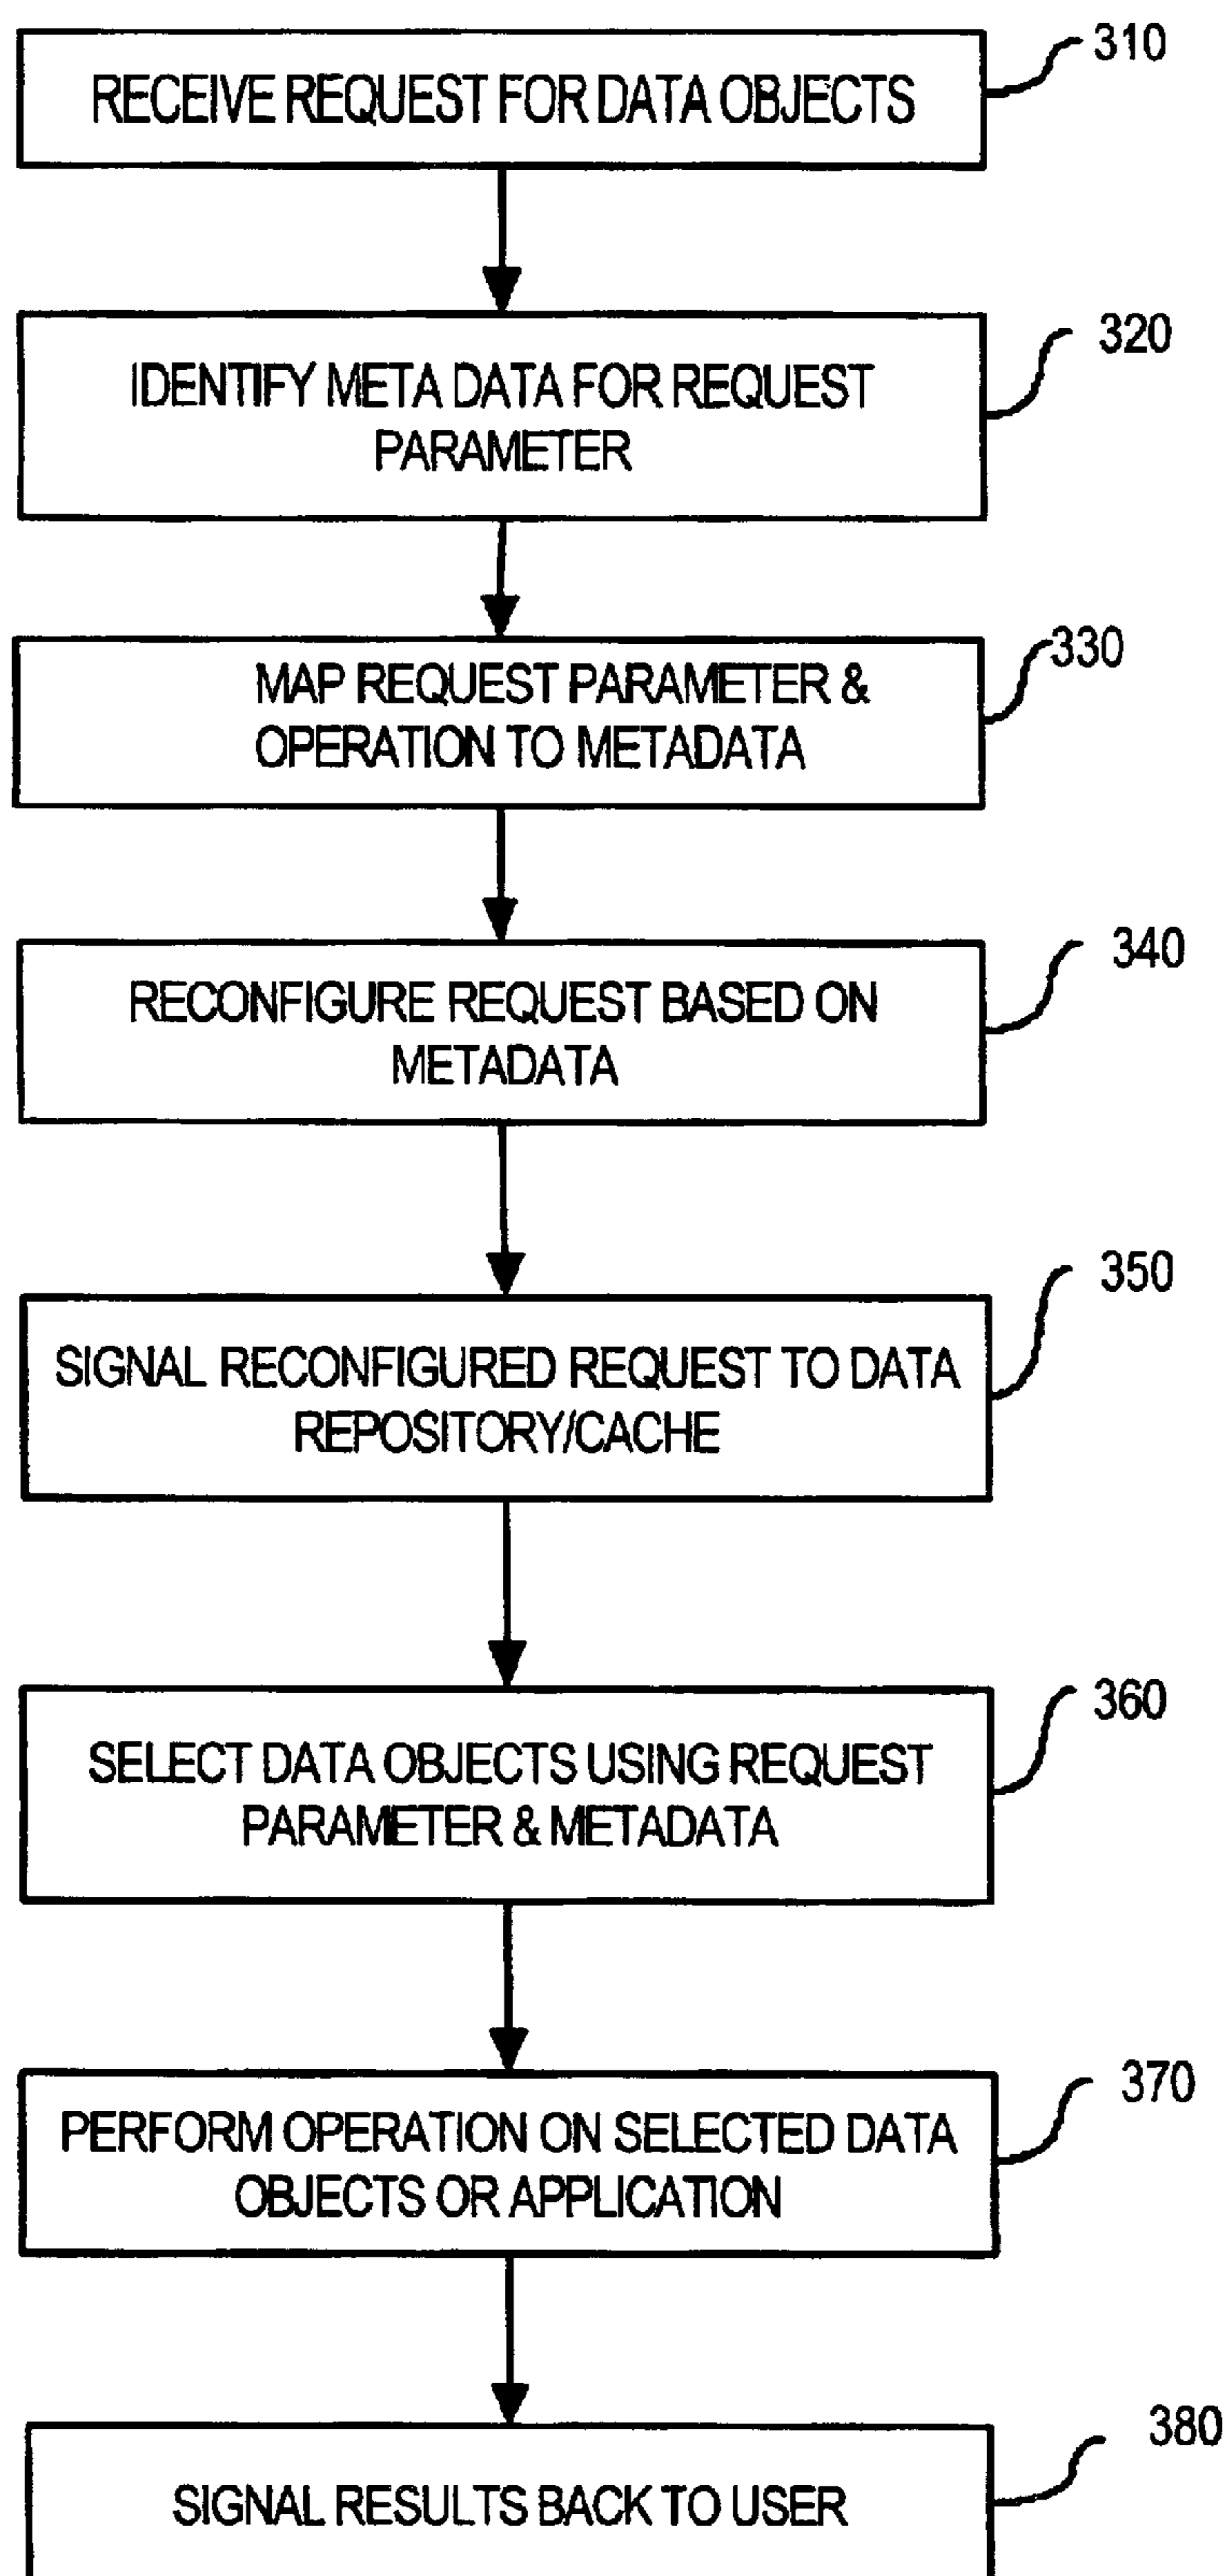 310
RECEIVE REQUEST FOR DATA OBJECTS
320
IDENTIFY META DATA FOR REQUEST
PARAMETER
330
MAP REQUEST PARAMETER &
OPERATION TO METADATA
340
RECONFIGURE REQUEST BASED ON
METADATA
350
SIGNAL RECONFIGURED REQUEST TO DATA
REPOSITORY/CACHE
360
SELECT DATA OBJECTS USING REQUEST
PARAMETER & METADATA
370
PERFORM OPERATION ON SELECTED DATA
OBJECTS OR APPLICATION
380
SIGNAL RESULTS BACK TO USER